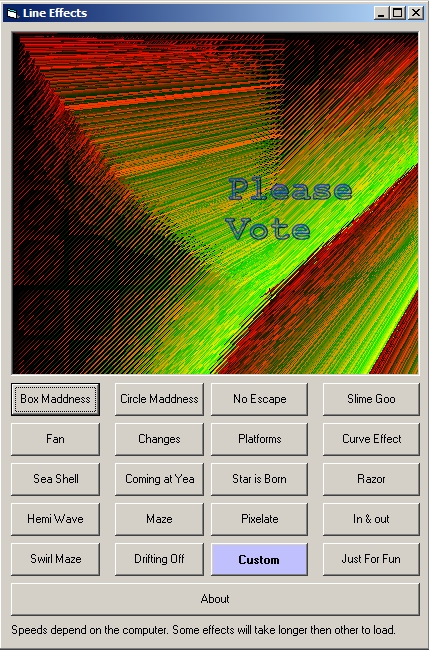 Line Effects
Please
Vote
Box Maddness Circle Maddness No Escape Slime Goo
Fan Changes Platforms Curve Effect
Sea Shell Coming at Yea Star is Born Razor
Hemi Wave Maze Pixelate In & out
Swirl Maze Drifting Off Custom Just For Fun
About
Speeds depend on the computer. Some effects will take longer then other to load.